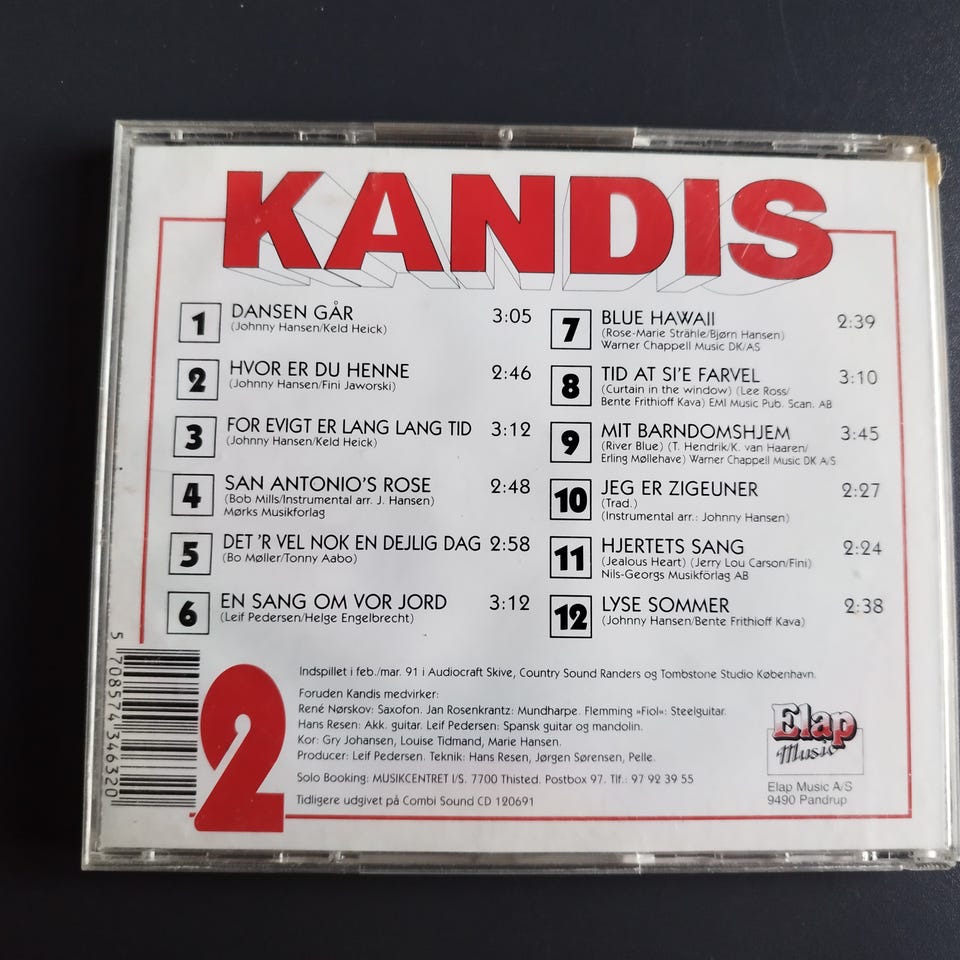 KANDIS
1 DANSEN GÅR 3:05
(Johnny Hansen/Keld Heick)
2 HVOR ER DU HENNE 2:46
(Johnny Hansen/Fini Jaworski)
3 FOR EVIGT ER LANG LANG TID 3:12
(Johnny Hansen/Keld Heick)
4 SAN ANTONIO'S ROSE 2:48
(Bob Mills/Instrumental arr. J. Hansen)
Mørks Musikforlag
5 DET 'R VEL NOK EN DEJLIG DAG 2:58
(Bo Møller/Tonny Aabo)
6 EN SANG OM VOR JORD 3:12
(Leif Pedersen/Helge Engelbrecht)
7 BLUE HAWAII 2:39
(Rose-Marie Strähle/Bjørn Hansen)
Warner Chappell Music DK/AS
8 TID AT SI'E FARVEL 3:10
(Curtain in the window) (Lee Ross/
Bente Frithioff Kava) EMI Music Pub. Scan. AB
9 MIT BARNDOMSHJEM 3:45
(River Blue) (T. Hendrik/K. van Haaren/
Erling Møllehave) Warner Chappell Music DK A/S
10 JEG ER ZIGEUNER 2:27
(Trad.)
(Instrumental arr.: Johnny Hansen)
11 HJERTETS SANG 2:24
(Jealous Heart) (Jerry Lou Carson/Fini)
Nils-Georgs Musikförlag AB
12 LYSE SOMMER 2:38
(Johnny Hansen/Bente Frithioff Kava)
5 708574 346320
2
Indspillet i feb./mar. 91 i Audiocraft Skive, Country Sound Randers og Tombstone Studio København.
Foruden Kandis medvirker:
René Nørskov: Saxofon. Jan Rosenkrantz: Mundharpe. Flemming »Fiol«: Steelguitar.
Hans Resen: Akk. guitar. Leif Pedersen: Spansk guitar og mandolin.
Kor: Gry Johansen, Louise Tidmand, Marie Hansen.
Producer: Leif Pedersen. Teknik: Hans Resen, Jørgen Sørensen, Pelle.
Solo Booking: MUSIKCENTRET I/S. 7700 Thisted. Postbox 97. Tlf.: 97 92 39 55
Tidligere udgivet på Combi Sound CD 120691
Elap
Music
Elap Music A/S
9490 Pandrup